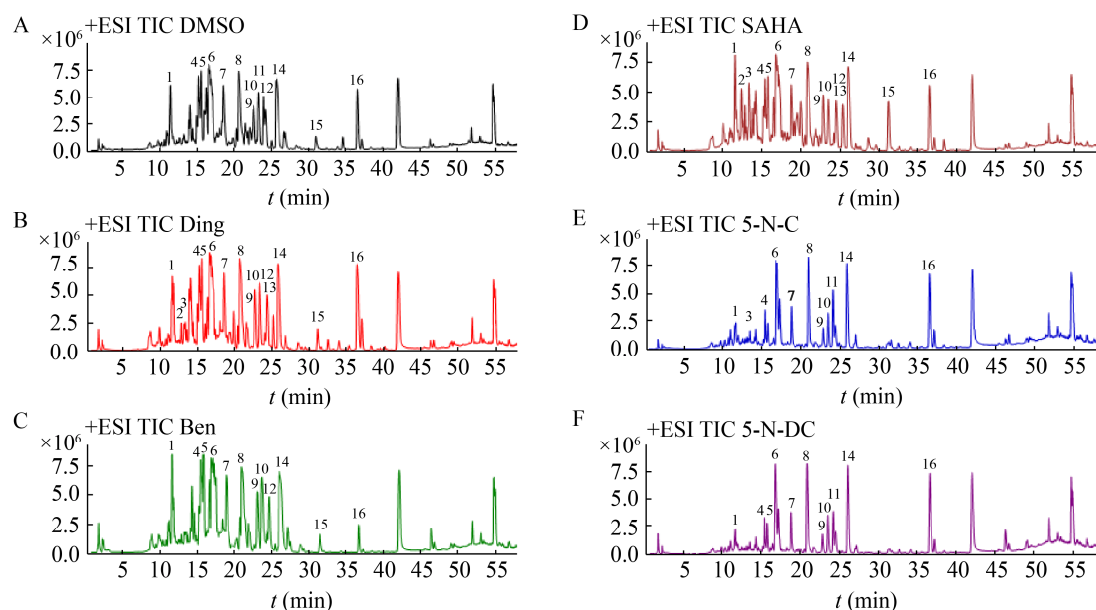 A
+ESI TIC DMSO
×10⁶
7.5
5.0
2.5
0.0
1 45 6 7 8 9 10 11 12 14 15 16
5 10 15 20 25 30 35 40 45 50 55
t (min)
B
+ESI TIC Ding
×10⁶
7.5
5.0
2.5
0.0
1 2 3 45 6 7 8 9 10 12 13 14 15 16
5 10 15 20 25 30 35 40 45 50 55
t (min)
C
+ESI TIC Ben
×10⁶
7.5
5.0
2.5
0.0
1 4 5 6 7 8 9 10 12 14 15 16
5 10 15 20 25 30 35 40 45 50 55
t (min)
D
+ESI TIC SAHA
×10⁶
7.5
5.0
2.5
0.0
1 2 3 45 6 7 8 9 10 12 13 14 15 16
5 10 15 20 25 30 35 40 45 50 55
t (min)
E
+ESI TIC 5-N-C
×10⁶
7.5
5.0
2.5
0.0
1 3 4 6 7 8 9 10 11 14 16
5 10 15 20 25 30 35 40 45 50 55
t (min)
F
+ESI TIC 5-N-DC
×10⁶
7.5
5.0
2.5
0.0
1 45 6 7 8 9 10 11 14 16
5 10 15 20 25 30 35 40 45 50 55
t (min)